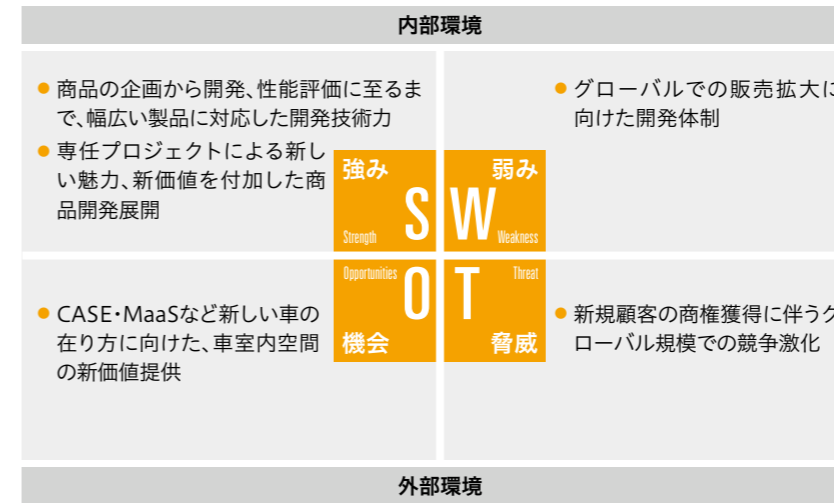 内部環境
● 商品の企画から開発、性能評価に至るま
で、幅広い製品に対応した開発技術力
● 専任プロジェクトによる新し
い魅力、新価値を付加した商
品開発展開
● グローバルでの販売拡大に
向けた開発体制
強み
S
Strength
弱み
W
Weakness
Opportunities
O
機会
Threat
T
脅威
● CASE・MaaSなど新しい車の
在り方に向けた、車室内空間
の新価値提供
● 新規顧客の商権獲得に伴うグ
ローバル規模での競争激化
外部環境